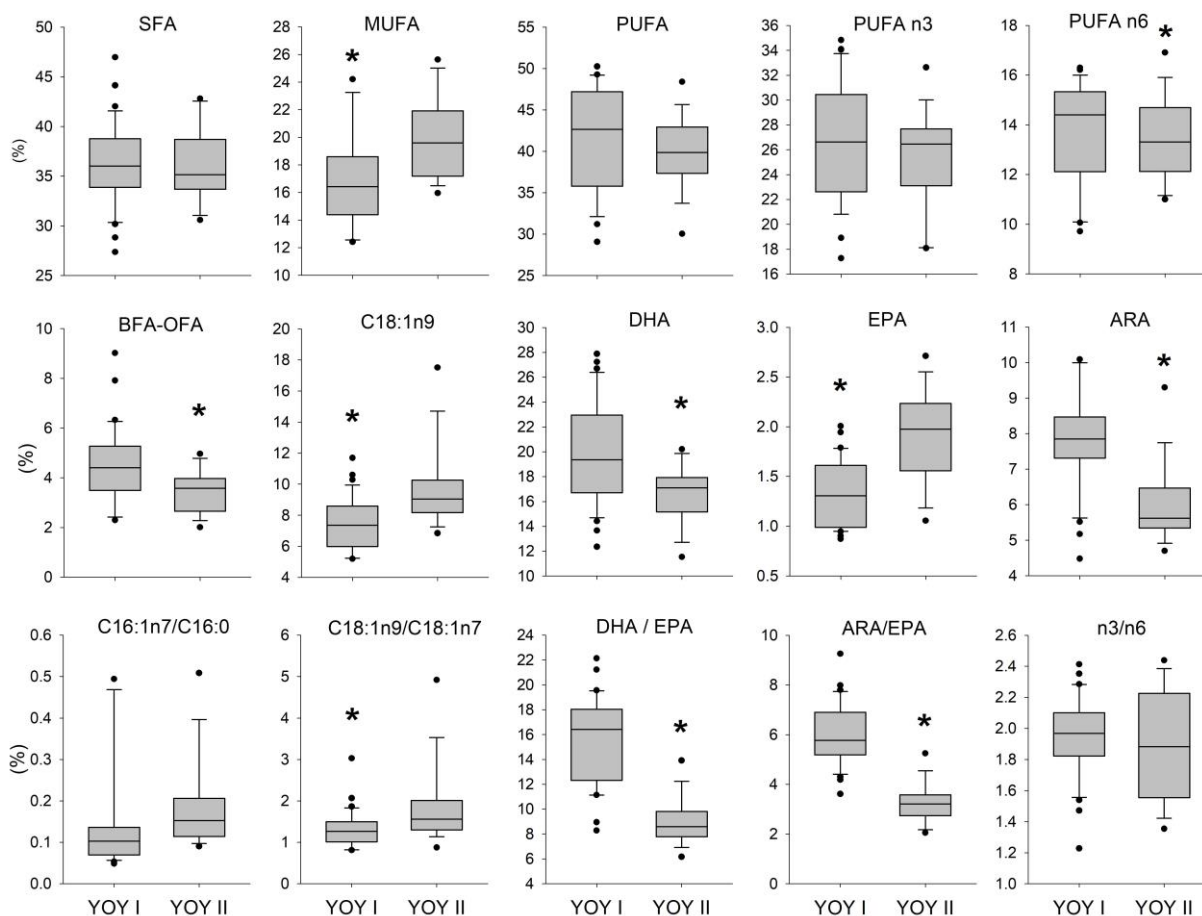 SFA MUFA PUFA PUFA n3 PUFA n6
50 28 55 36 18
45 26 50 34 16
40 24 45 32 14
35 22 40 30 12
30 20 35 28 10
25 18 30 26 8
16 25 24
14 22
12 20
10 18
16
(%)
* *
BFA-OFA C18:1n9 DHA EPA ARA
10 20 30 3.0 11
8 18 28 2.5 10
6 16 26 2.0 9
4 14 24 1.5 8
2 12 22 1.0 7
0 10 20 0.5 6
8 18 5
6 16 4
4 14
12
10
(%)
* * * * *
C16:1n7/C16:0 C18:1n9/C18:1n7 DHA / EPA ARA/EPA n3/n6
0.6 6 24 10 2.3
0.5 5 22 8 2.6
0.4 4 20 6 2.4
0.3 3 18 4 2.2
0.2 2 16 2 2.0
0.1 1 14 0 1.8
0.0 0 12 1.6
10 1.4
8 1.2
6 1.0
4
(%)
* * *
YOY I YOY II YOY I YOY II YOY I YOY II YOY I YOY II YOY I YOY II